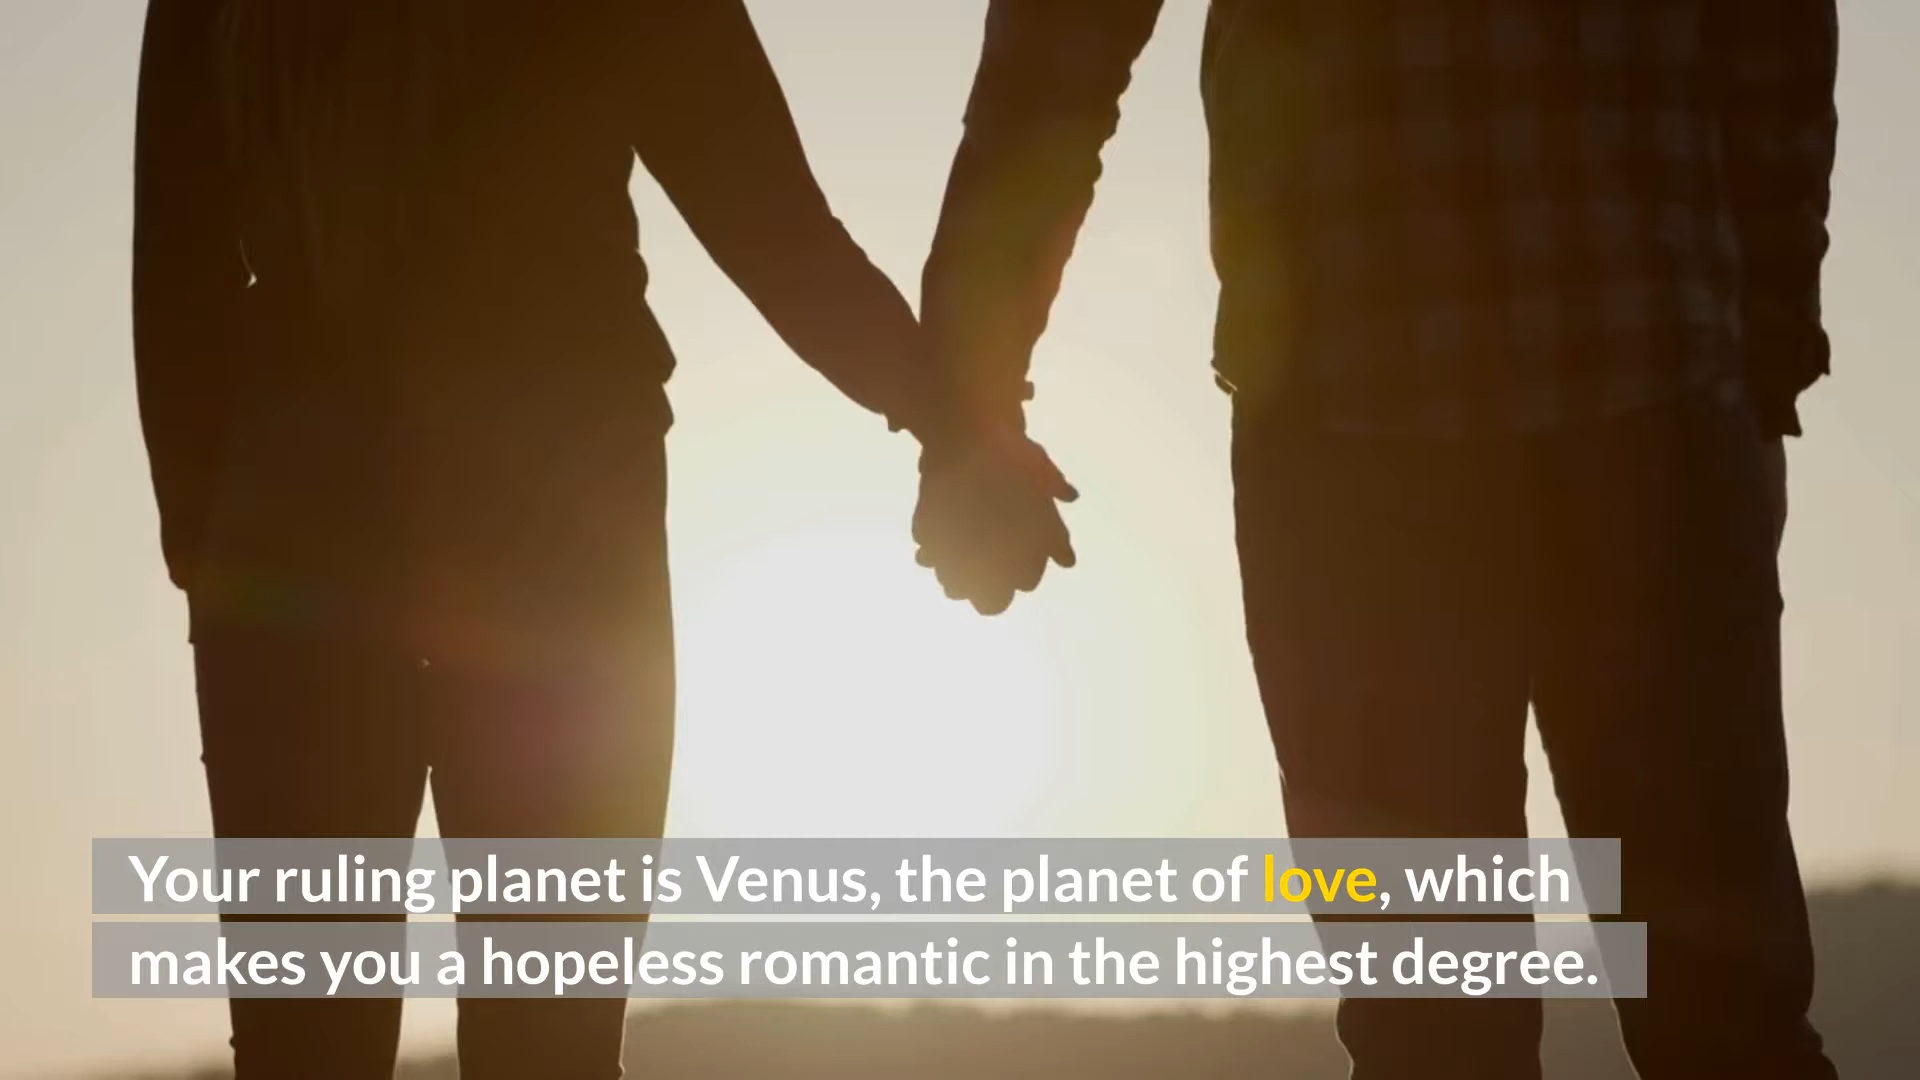 Your ruling planet is Venus, the planet of love, which
makes you a hopeless romantic in the highest degree.